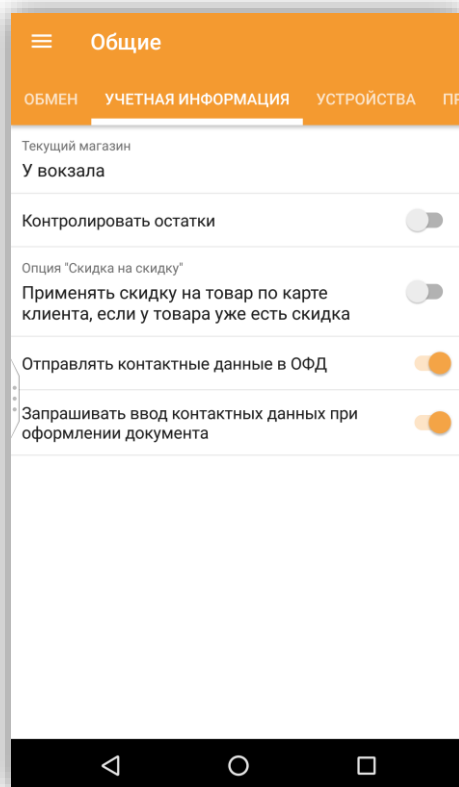 Общие
ОБМЕН УЧЕТНАЯ ИНФОРМАЦИЯ УСТРОЙСТВА ПР
Текущий магазин
У вокзала
Контролировать остатки
Опция "Скидка на скидку"
Применять скидку на товар по карте
клиента, если у товара уже есть скидка
Отправлять контактные данные в ОФД
Запрашивать ввод контактных данных при
оформлении документа